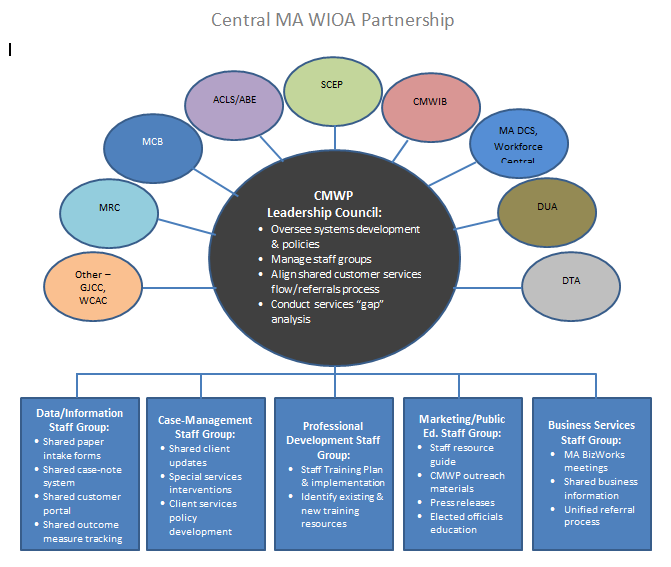 Central MA WIOA Partnership
SCEP
ACLS/ABE
CMWIB
MCB
MA DCS,
Workforce
Central
MRC
DUA
Other –
GJCC,
WCAC
DTA
CMWP
Leadership Council:
• Oversee systems development
& policies
• Manage staff groups
• Align shared customer services
flow/referrals process
• Conduct services “gap”
analysis
Data/Information
Staff Group:
• Shared paper
intake forms
• Shared case-note
system
• Shared customer
portal
• Shared outcome
measure tracking
Case-Management
Staff Group:
• Shared client
updates
• Special services
interventions
• Client services
policy
development
Professional
Development Staff
Group:
• Staff Training Plan
& implementation
• Identify existing &
new training
resources
Marketing/Public
Ed. Staff Group:
• Staff resource
guide
• CMWP outreach
materials
• Press releases
• Elected officials
education
Business Services
Staff Group:
• MA BizWorks
meetings
• Shared business
information
• Unified referral
process